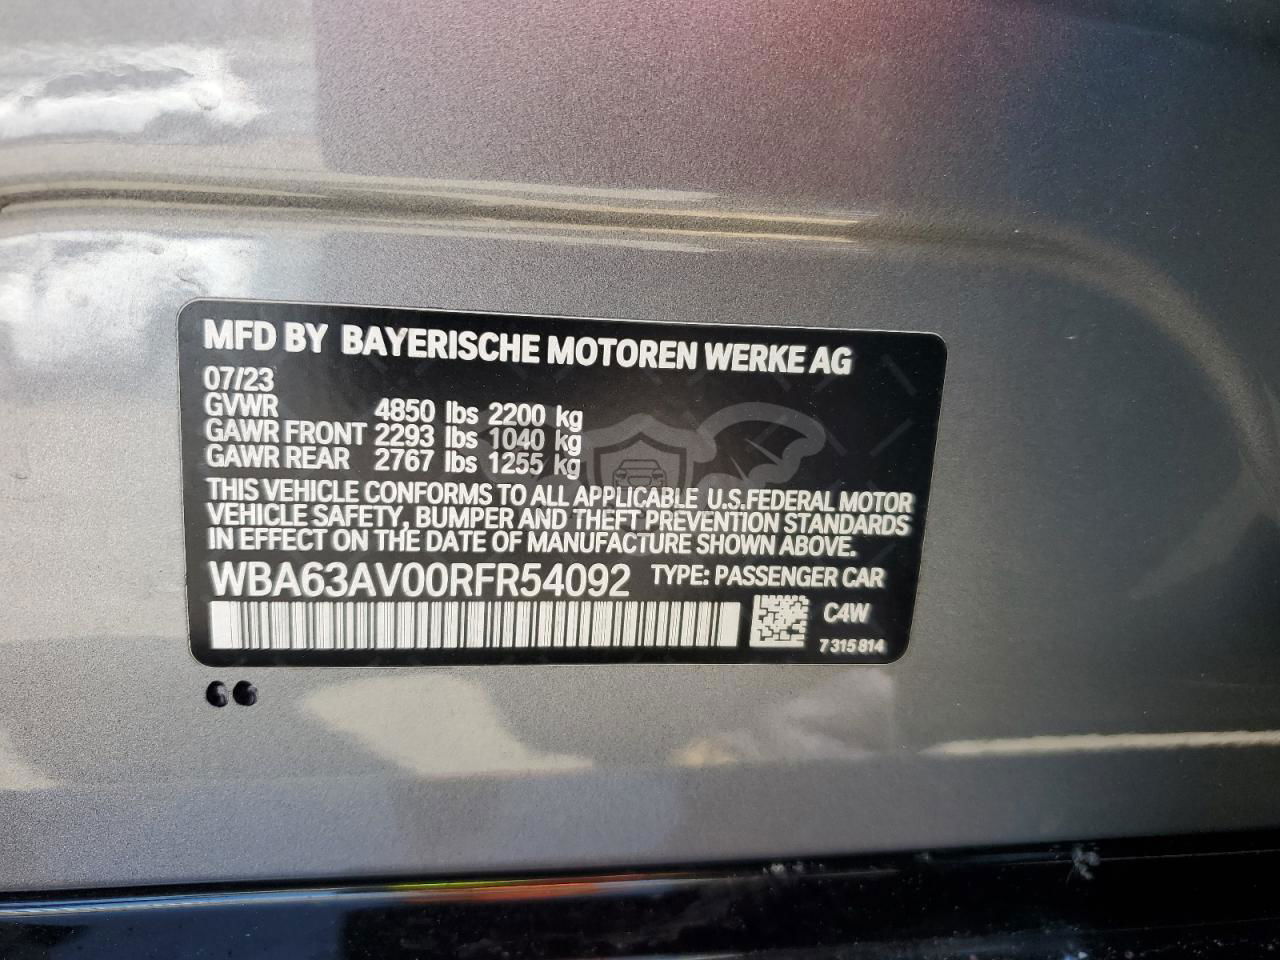 MFD BY BAYERISCHE MOTOREN WERKE AG
07/23
GVWR 4850 lbs 2200 kg
GAWR FRONT 2293 lbs 1040 kg
GAWR REAR 2767 lbs 1255 kg
THIS VEHICLE CONFORMS TO ALL APPLICABLE U.S.FEDERAL MOTOR
VEHICLE SAFETY, BUMPER AND THEFT PREVENTION STANDARDS
IN EFFECT ON THE DATE OF MANUFACTURE SHOWN ABOVE.
WBA63AV00RFR54092 TYPE: PASSENGER CAR
C4W
7 315 814